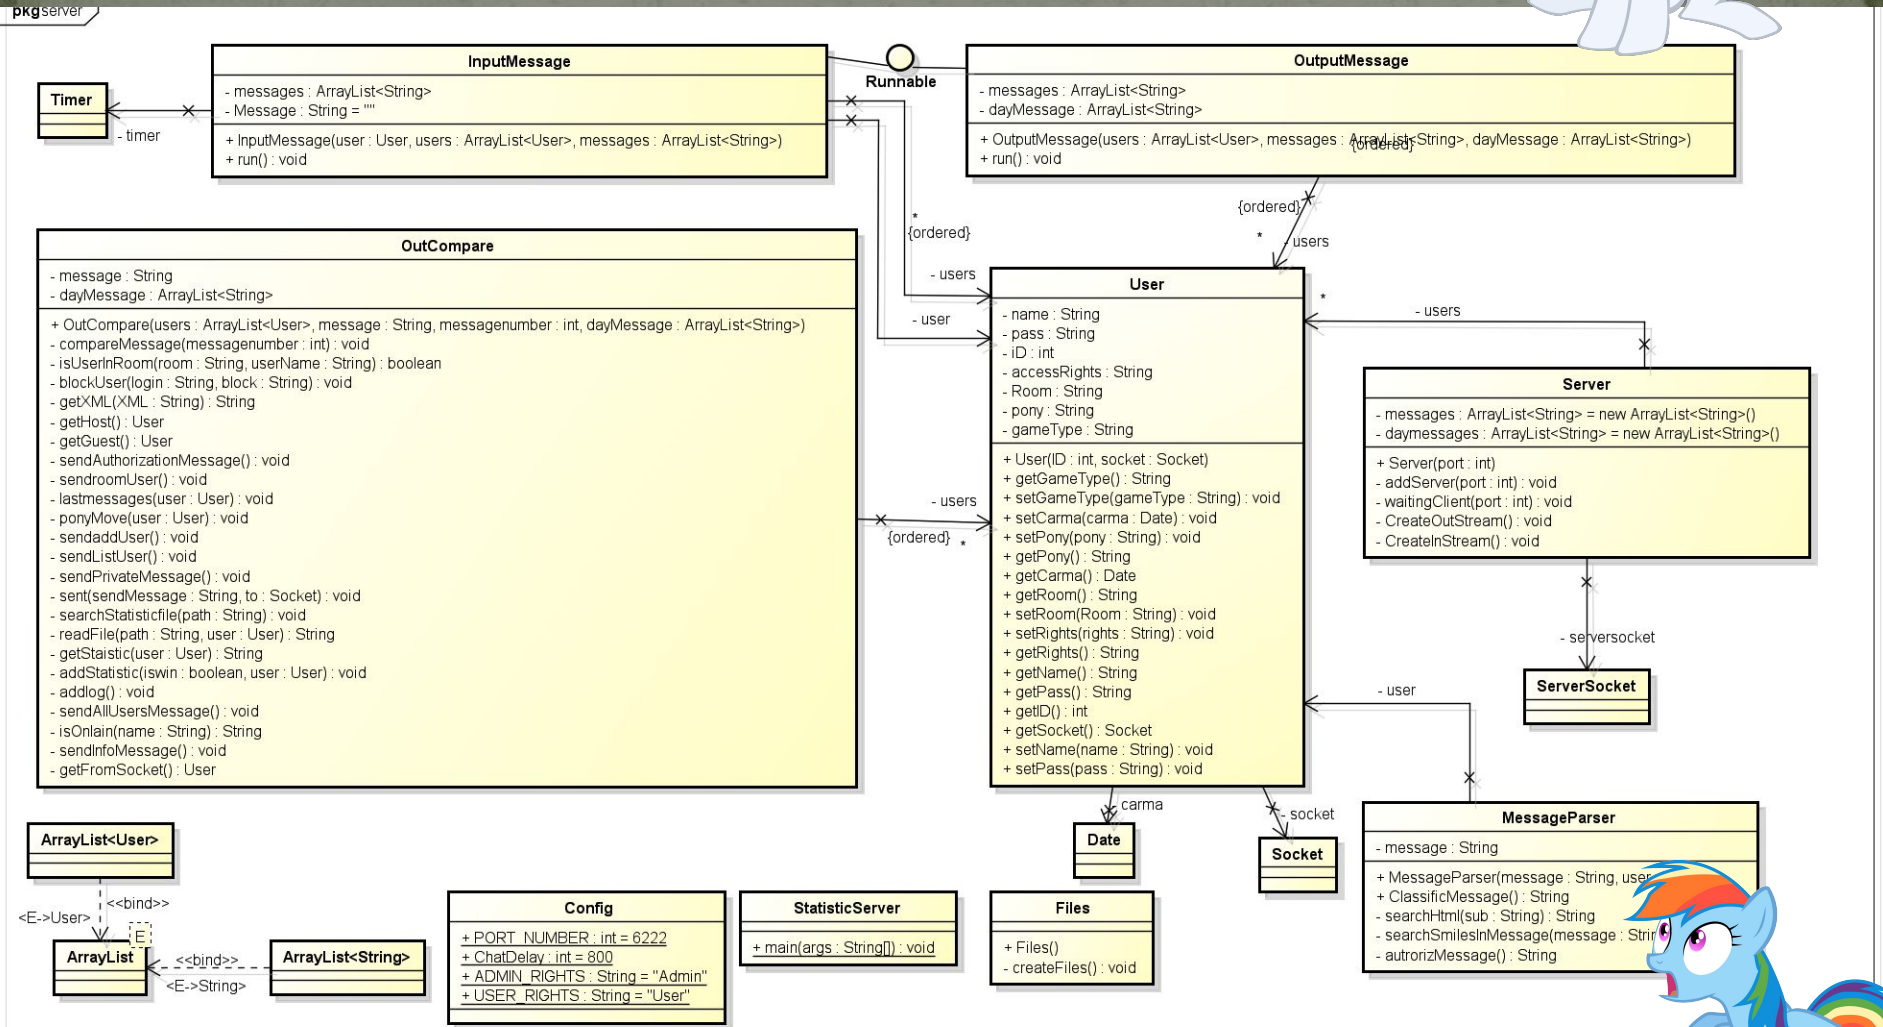 pkg server
InputMessage
- messages : ArrayList<String>
- Message : String = ""
+ InputMessage(user : User, users : ArrayList<User>, messages : ArrayList<String>)
+ run() : void
Timer
- timer
Runnable
OutputMessage
- messages : ArrayList<String>
- dayMessage : ArrayList<String>
+ OutputMessage(users : ArrayList<User>, messages : ArrayList<String>, dayMessage : ArrayList<String>)
{ordered}
+ run() : void
{ordered}
*
- users
*
{ordered}
- users
- user
OutCompare
- message : String
- dayMessage : ArrayList<String>
+ OutCompare(users : ArrayList<User>, message : String, messagenumber : int, dayMessage : ArrayList<String>)
- compareMessage(messagenumber : int) : void
- isUserInRoom(room : String, userName : String) : boolean
- blockUser(login : String, block : String) : void
- getXML(XML : String) : String
- getHost() : User
- getGuest() : User
- sendAuthorizationMessage() : void
- sendroomUser() : void
- lastmessages(user : User) : void
- ponyMove(user : User) : void
- sendaddUser() : void
- sendListUser() : void
- sendPrivateMessage() : void
- sent(sendMessage : String, to : Socket) : void
- searchStatisticfile(path : String) : void
- readFile(path : String, user : User) : String
- getStaistic(user : User) : String
- addStatistic(iswin : boolean, user : User) : void
- addlog() : void
- sendAllUsersMessage() : void
- isOnlain(name : String) : String
- sendInfoMessage() : void
- getFromSocket() : User
- users
{ordered}
*
User
- name : String
- pass : String
- iD : int
- accessRights : String
- Room : String
- pony : String
- gameType : String
+ User(ID : int, socket : Socket)
+ getGameType() : String
+ setGameType(gameType : String) : void
+ setCarma(carma : Date) : void
+ setPony(pony : String) : void
+ getPony() : String
+ getCarma() : Date
+ getRoom() : String
+ setRoom(Room : String) : void
+ setRights(rights : String) : void
+ getRights() : String
+ getName() : String
+ getPass() : String
+ getID() : int
+ getSocket() : Socket
+ setName(name : String) : void
+ setPass(pass : String) : void
*
- users
Server
- messages : ArrayList<String> = new ArrayList<String>()
- daymessages : ArrayList<String> = new ArrayList<String>()
+ Server(port : int)
- addServer(port : int) : void
- waitingClient(port : int) : void
- CreateOutStream() : void
- CreateInStream() : void
- serversocket
ServerSocket
- user
carma
Date
- socket
Socket
MessageParser
- message : String
+ MessageParser(message : String, user
+ ClassificMessage() : String
- searchHtml(sub : String) : String
- searchSmilesInMessage(message :
- autrorizMessage() : String
ArrayList<User>
<<bind>>
<E->User>
E
ArrayList
<<bind>>
<E->String>
ArrayList<String>
Config
+ PORT_NUMBER : int = 6222
+ ChatDelay : int = 800
+ ADMIN_RIGHTS : String = "Admin"
+ USER_RIGHTS : String = "User"
StatisticServer
+ main(args : String[]) : void
Files
+ Files()
- createFiles() : void